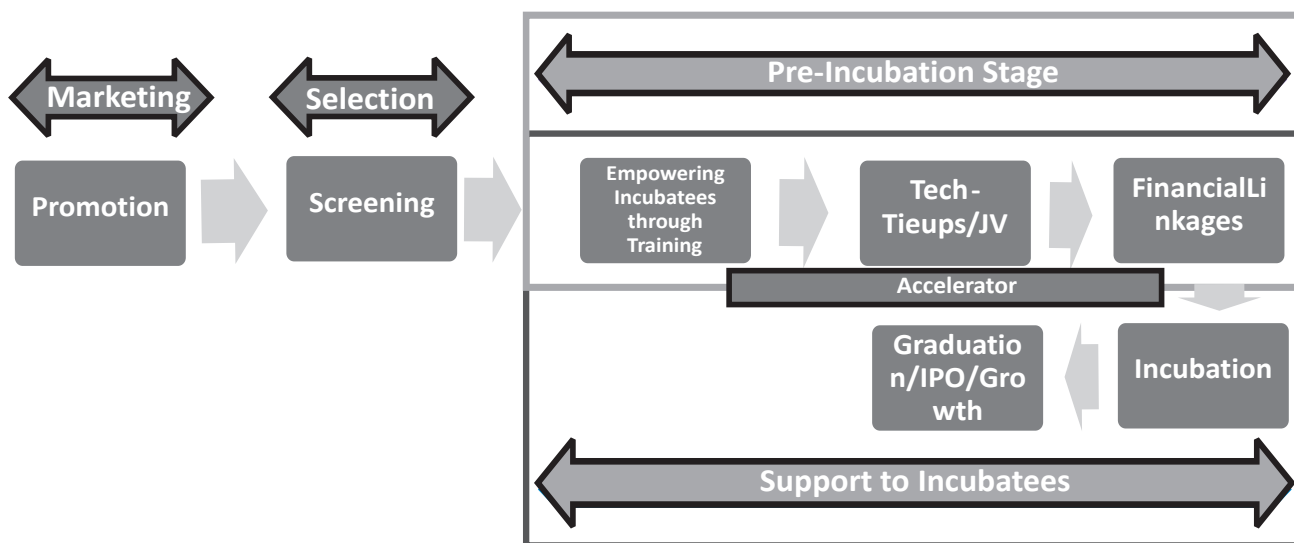 Pre-Incubation Stage
Marketing
Selection
Promotion
Screening
Empowering
Incubatees
through
Training
Tech-
Tieups/JV
FinancialLi
nkages
Accelerator
Graduatio
n/IPO/Gro
wth
Incubation
Support to Incubatees